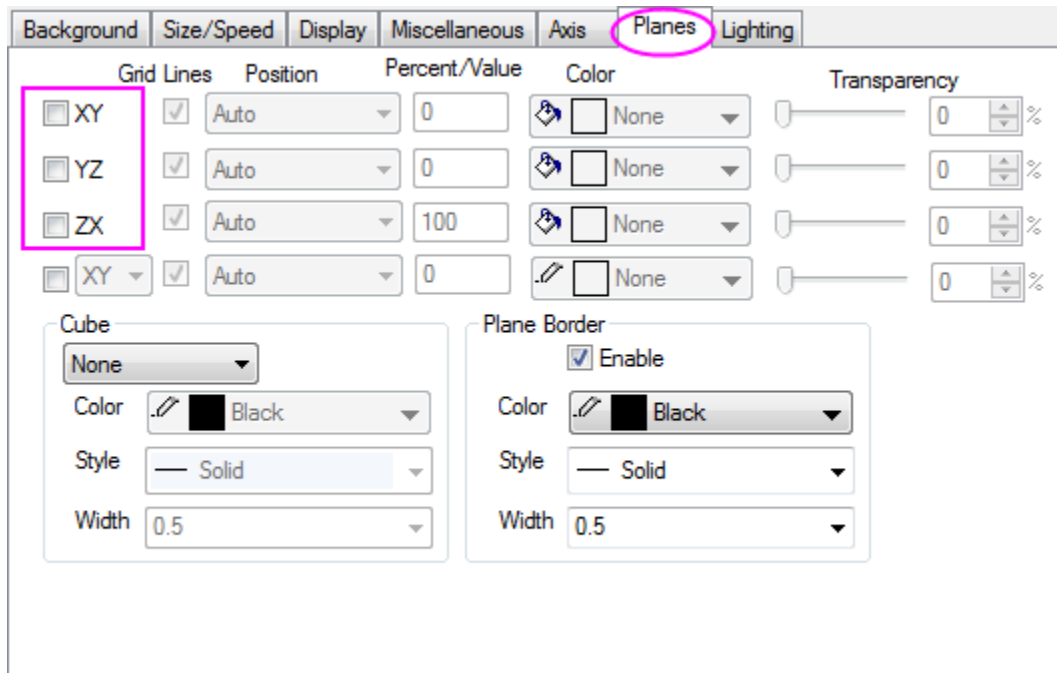 Background Size/Speed Display Miscellaneous Axis Planes Lighting
Grid Lines Position Percent/Value Color Transparency
XY Auto 0 None 0 %
YZ Auto 0 None 0 %
ZX Auto 100 None 0 %
XY Auto 0 None 0 %
Cube Plane Border
None Enable
Color Black Color Black
Style Solid Style Solid
Width 0.5 Width 0.5